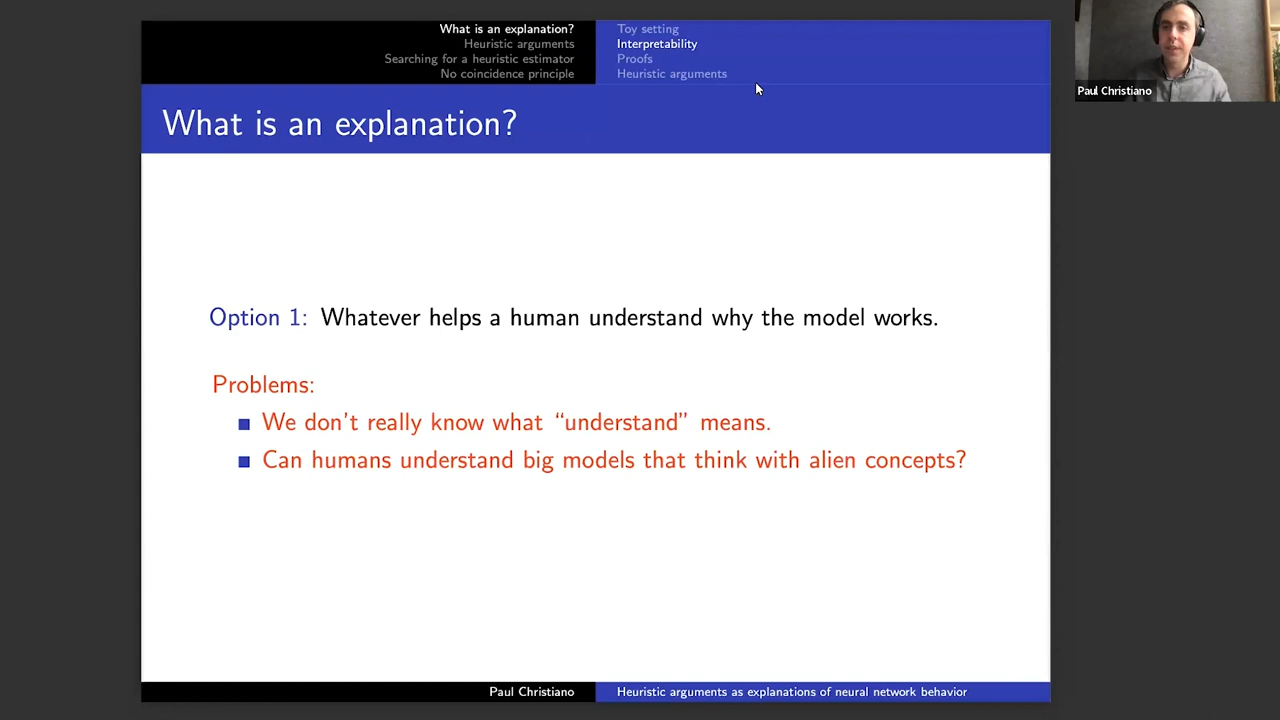 What is an explanation?
Heuristic arguments
Searching for a heuristic estimator
No coincidence principle
Toy setting
Interpretability
Proofs
Heuristic arguments
Paul Christiano
What is an explanation?
Option 1: Whatever helps a human understand why the model works.
Problems:
We don't really know what “understand” means.
Can humans understand big models that think with alien concepts?
Paul Christiano
Heuristic arguments as explanations of neural network behavior